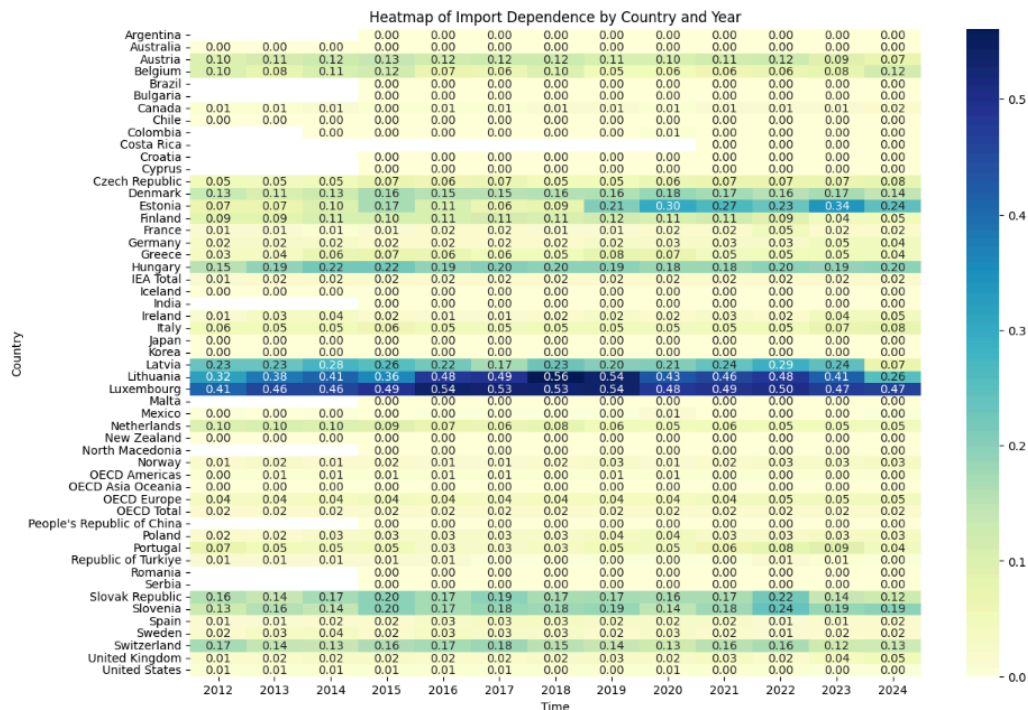 Heatmap of Import Dependence by Country and Year
Argentina 0.00 0.00 0.00 0.00 0.00 0.00 0.00 0.00 0.00 0.00
Australia 0.00 0.00 0.00 0.00 0.00 0.00 0.00 0.00 0.00 0.00 0.00 0.00 0.00
Austria 0.10 0.11 0.12 0.13 0.12 0.12 0.12 0.11 0.10 0.11 0.12 0.09 0.07
Belgium 0.10 0.08 0.11 0.12 0.07 0.06 0.10 0.05 0.06 0.06 0.06 0.08 0.12
Brazil 0.00 0.00 0.00 0.00 0.00 0.00 0.00 0.00 0.00 0.00
Bulgaria 0.00 0.00 0.00 0.00 0.00 0.00 0.00 0.00 0.00 0.00
Canada 0.01 0.01 0.01 0.00 0.01 0.01 0.01 0.01 0.01 0.01 0.01 0.01 0.02
Chile 0.00 0.00 0.00 0.00 0.00 0.00 0.00 0.00 0.00 0.00 0.00 0.00 0.00
Colombia 0.00 0.00 0.00 0.00 0.00 0.00 0.01 0.00 0.00 0.00 0.00
Costa Rica 0.00 0.00 0.00 0.00
Croatia 0.00 0.00 0.00 0.00 0.00 0.00 0.00 0.00 0.00 0.00
Cyprus 0.00 0.00 0.00 0.00 0.00 0.00 0.00 0.00 0.00 0.00
Czech Republic 0.05 0.05 0.05 0.07 0.06 0.07 0.05 0.05 0.06 0.07 0.07 0.07 0.08
Denmark 0.13 0.11 0.13 0.16 0.15 0.15 0.16 0.16 0.18 0.17 0.16 0.17 0.14
Estonia 0.07 0.07 0.10 0.17 0.11 0.06 0.09 0.21 0.30 0.27 0.23 0.34 0.24
Finland 0.09 0.09 0.11 0.10 0.11 0.11 0.11 0.12 0.11 0.11 0.09 0.04 0.05
France 0.01 0.01 0.01 0.01 0.02 0.02 0.01 0.01 0.02 0.02 0.05 0.02 0.02
Germany 0.02 0.02 0.02 0.02 0.02 0.02 0.02 0.02 0.03 0.03 0.03 0.05 0.04
Greece 0.03 0.04 0.06 0.07 0.06 0.06 0.05 0.08 0.07 0.05 0.05 0.05 0.04
Hungary 0.15 0.19 0.22 0.22 0.19 0.20 0.20 0.19 0.18 0.18 0.20 0.19 0.20
IEA Total 0.01 0.02 0.02 0.02 0.02 0.02 0.02 0.02 0.02 0.02 0.02 0.02 0.02
Iceland 0.00 0.00 0.00 0.00 0.00 0.00 0.00 0.00 0.00 0.00 0.00 0.00 0.00
India 0.00 0.00 0.00 0.00 0.00 0.00 0.00 0.00 0.00 0.00
Ireland 0.01 0.03 0.04 0.02 0.01 0.01 0.02 0.02 0.02 0.03 0.02 0.04 0.05
Italy 0.06 0.05 0.05 0.06 0.05 0.05 0.05 0.05 0.05 0.05 0.05 0.07 0.08
Japan 0.00 0.00 0.00 0.00 0.00 0.00 0.00 0.00 0.00 0.00 0.00 0.00 0.00
Korea 0.00 0.00 0.00 0.00 0.00 0.00 0.00 0.00 0.00 0.00 0.00 0.00 0.00
Latvia 0.23 0.23 0.28 0.26 0.22 0.17 0.23 0.20 0.21 0.24 0.29 0.24 0.07
Lithuania 0.32 0.38 0.41 0.36 0.48 0.49 0.56 0.54 0.43 0.46 0.48 0.41 0.26
Luxembourg 0.41 0.46 0.46 0.49 0.54 0.53 0.53 0.54 0.48 0.49 0.50 0.47 0.47
Malta 0.00 0.00 0.00 0.00 0.00 0.00 0.00 0.00 0.00 0.00
Mexico 0.00 0.00 0.00 0.00 0.00 0.00 0.00 0.00 0.01 0.00 0.00 0.00 0.00
Netherlands 0.10 0.10 0.10 0.09 0.07 0.06 0.08 0.06 0.05 0.06 0.05 0.05 0.05
New Zealand 0.00 0.00 0.00 0.00 0.00 0.00 0.00 0.00 0.00 0.00 0.00 0.00 0.00
North Macedonia 0.00 0.00 0.00 0.00 0.00 0.00 0.00 0.00 0.00 0.00
Norway 0.01 0.02 0.01 0.02 0.01 0.01 0.02 0.03 0.01 0.02 0.03 0.03 0.03
OECD Americas 0.00 0.01 0.01 0.00 0.01 0.01 0.00 0.01 0.01 0.00 0.00 0.00 0.00
OECD Asia Oceania 0.00 0.00 0.00 0.00 0.00 0.00 0.00 0.00 0.00 0.00 0.00 0.00 0.00
OECD Europe 0.04 0.04 0.04 0.04 0.04 0.04 0.04 0.04 0.04 0.04 0.05 0.05 0.05
OECD Total 0.02 0.02 0.02 0.02 0.02 0.02 0.02 0.02 0.02 0.02 0.02 0.02 0.02
People's Republic of China 0.00 0.00 0.00 0.00 0.00 0.00 0.00 0.00 0.00 0.00
Poland 0.02 0.02 0.03 0.03 0.03 0.03 0.03 0.04 0.04 0.03 0.03 0.03 0.04
Portugal 0.07 0.05 0.05 0.05 0.03 0.03 0.03 0.05 0.05 0.06 0.08 0.09 0.04
Republic of Turkiye 0.01 0.01 0.01 0.01 0.01 0.00 0.00 0.00 0.00 0.00 0.01 0.01 0.00
Romania 0.00 0.00 0.00 0.00 0.00 0.00 0.00 0.00 0.00 0.00
Serbia 0.00 0.00 0.00 0.00 0.00 0.00 0.00 0.00 0.00 0.00
Slovak Republic 0.16 0.14 0.17 0.20 0.17 0.19 0.17 0.17 0.16 0.17 0.22 0.14 0.12
Slovenia 0.13 0.16 0.14 0.20 0.17 0.18 0.18 0.19 0.14 0.18 0.24 0.19 0.19
Spain 0.01 0.01 0.02 0.02 0.03 0.03 0.03 0.02 0.02 0.02 0.01 0.01 0.02
Sweden 0.02 0.03 0.04 0.02 0.03 0.03 0.03 0.02 0.03 0.02 0.01 0.02 0.02
Switzerland 0.17 0.14 0.13 0.16 0.17 0.18 0.15 0.14 0.13 0.16 0.16 0.12 0.13
United Kingdom 0.01 0.02 0.02 0.02 0.02 0.02 0.02 0.02 0.02 0.03 0.02 0.04 0.05
United States 0.01 0.01 0.01 0.01 0.01 0.01 0.00 0.00 0.01 0.00 0.00 0.00 0.00
2012 2013 2014 2015 2016 2017 2018 2019 2020 2021 2022 2023 2024
Time
Country
0.5
0.4
0.3
0.2
0.1
0.0